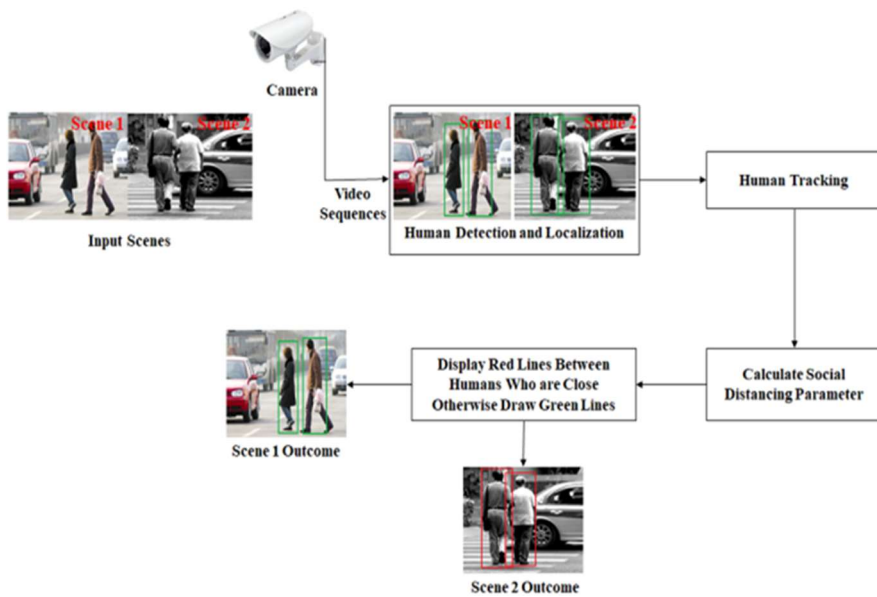 Camera
Scene 1
Scene 2
Input Scenes
Video
Sequences
Scene 1
Scene 2
Human Detection and Localization
Human Tracking
Calculate Social
Distancing Parameter
Display Red Lines Between
Humans Who are Close
Otherwise Draw Green Lines
Scene 1 Outcome
Scene 2 Outcome